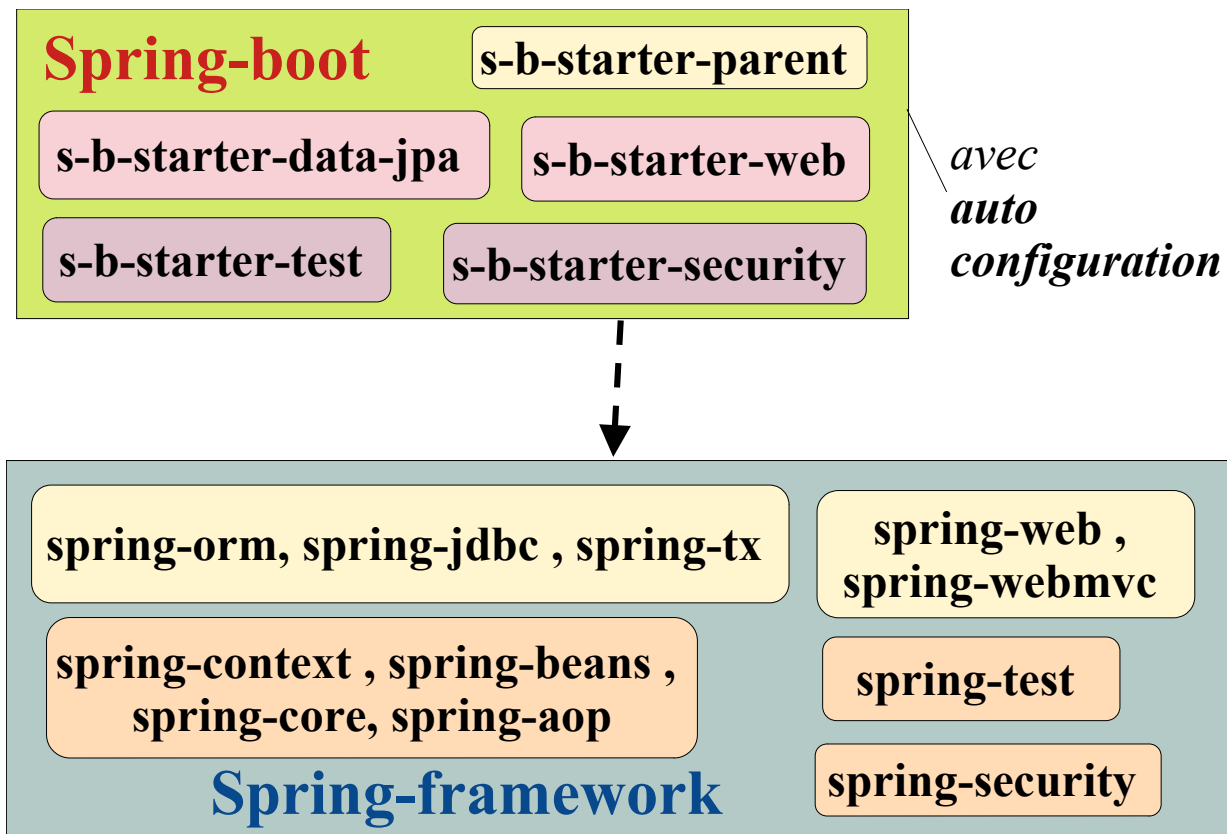 Spring-boot
s-b-starter-parent
s-b-starter-data-jpa
s-b-starter-web
s-b-starter-test
s-b-starter-security
avec
auto
configuration
spring-orm, spring-jdbc , spring-tx
spring-web ,
spring-webmvc
spring-context , spring-beans ,
spring-core, spring-aop
spring-test
spring-security
Spring-framework